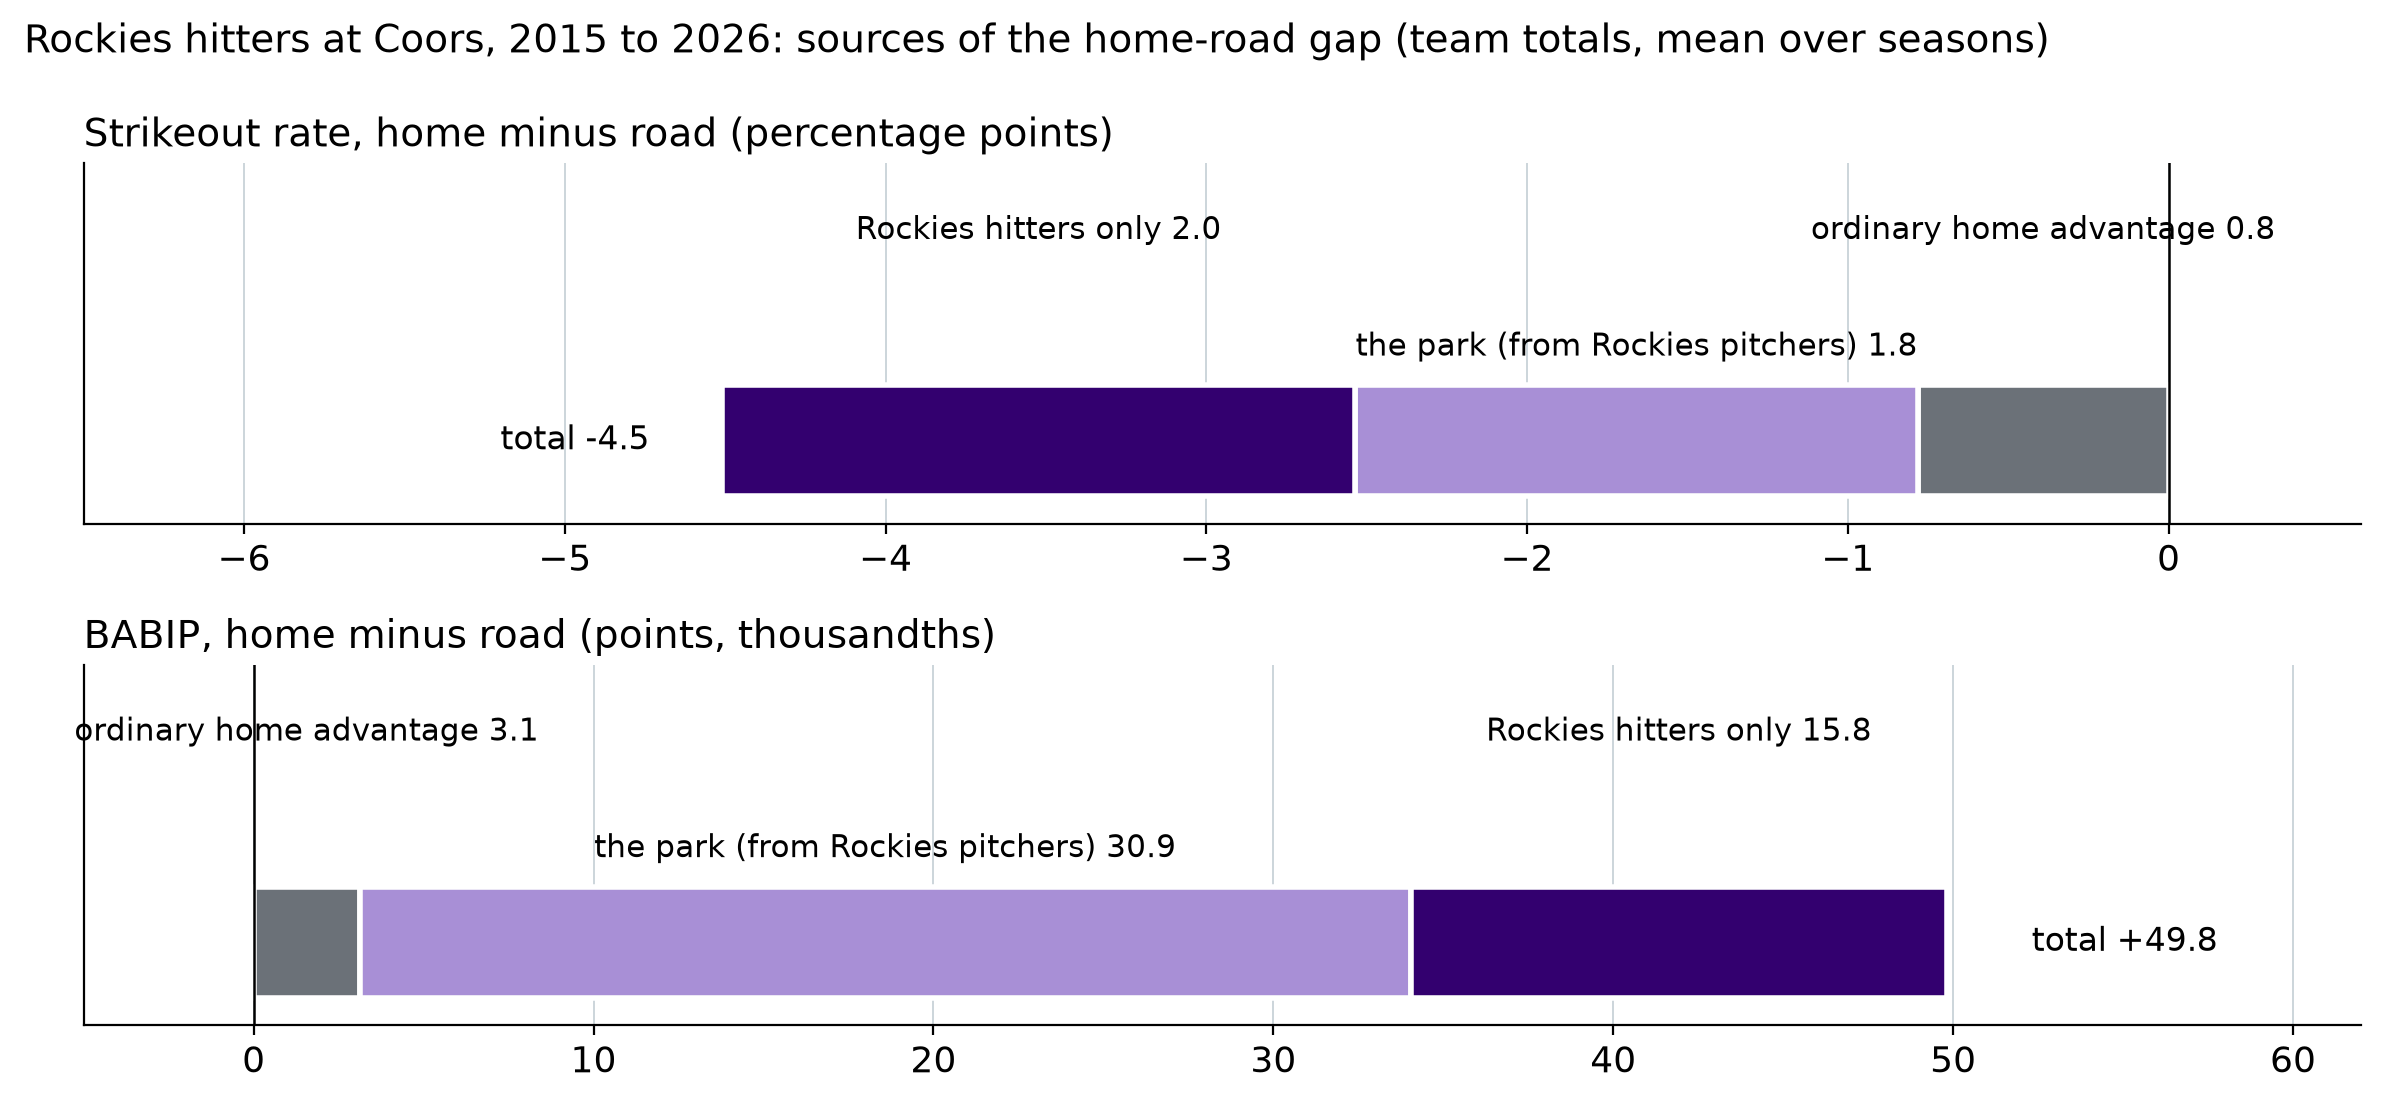 Rockies hitters at Coors, 2015 to 2026: sources of the home-road gap (team totals, mean over seasons)
Strikeout rate, home minus road (percentage points)
Rockies hitters only 2.0
ordinary home advantage 0.8
the park (from Rockies pitchers) 1.8
total -4.5
−6 −5 −4 −3 −2 −1 0
BABIP, home minus road (points, thousandths)
ordinary home advantage 3.1
Rockies hitters only 15.8
the park (from Rockies pitchers) 30.9
total +49.8
0 10 20 30 40 50 60